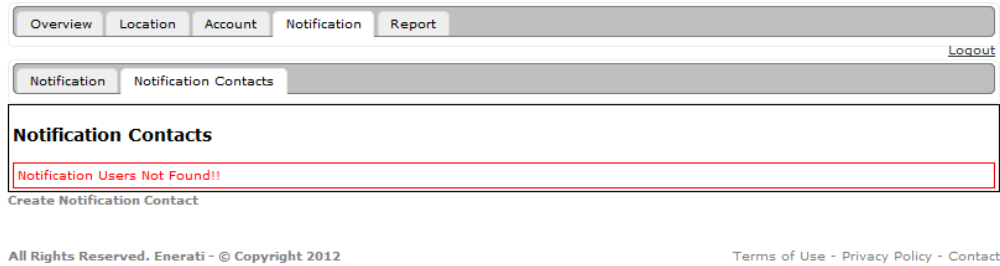 Overview Location Account Notification Report
Logout
Notification Notification Contacts
Notification Contacts
Notification Users Not Found!!
Create Notification Contact
All Rights Reserved. Enerati - © Copyright 2012 Terms of Use - Privacy Policy - Contact